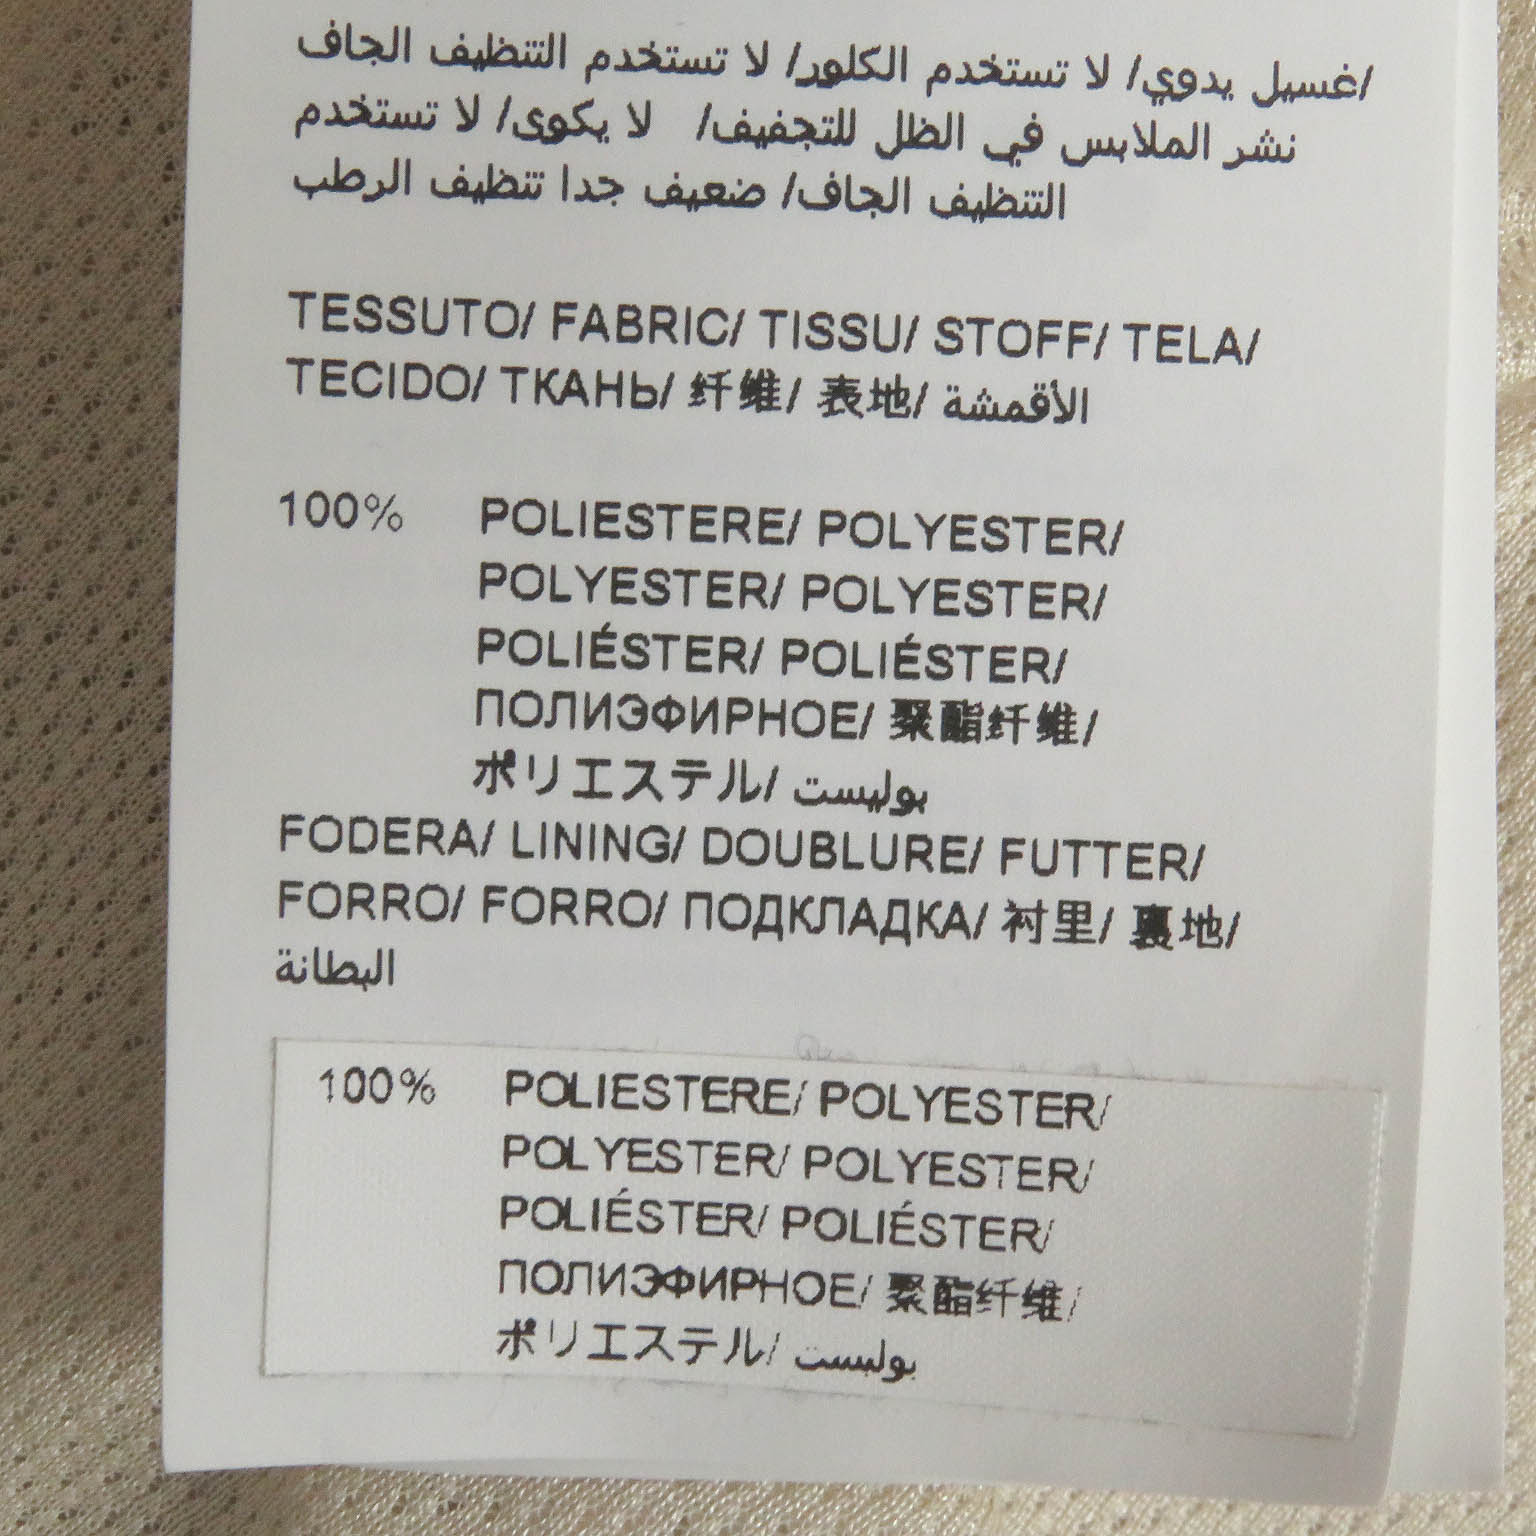 غسيل يدوي/ لا تستخدم الكلور/ لا تستخدم التنظيف الجاف/
نشر الملابس في الظل للتجفيف/ لا يكوى/ لا تستخدم
التنظيف الجاف/ ضعيف جدا تنظيف الرطب
TESSUTO/ FABRIC/ TISSU/ STOFF/ TELA/
TECIDO/ ТКАНЬ/ 纤维/ 表地/ الأقمشة
100% POLIESTERE/ POLYESTER/
POLYESTER/ POLYESTER/
POLIÉSTER/ POLIÉSTER/
ПОЛИЭФИРНОЕ/ 聚酯纤维/
ポリエステル/ بوليست
FODERA/ LINING/ DOUBLURE/ FUTTER/
FORRO/ FORRO/ ПОДКЛАДКА/ 衬里/ 裏地/
البطانة
100% POLIESTERE/ POLYESTER/
POLYESTER/ POLYESTER/
POLIÉSTER/ POLIÉSTER/
ПОЛИЭФИРНОЕ/ 聚酯纤维/
ポリエステル/ بوليست